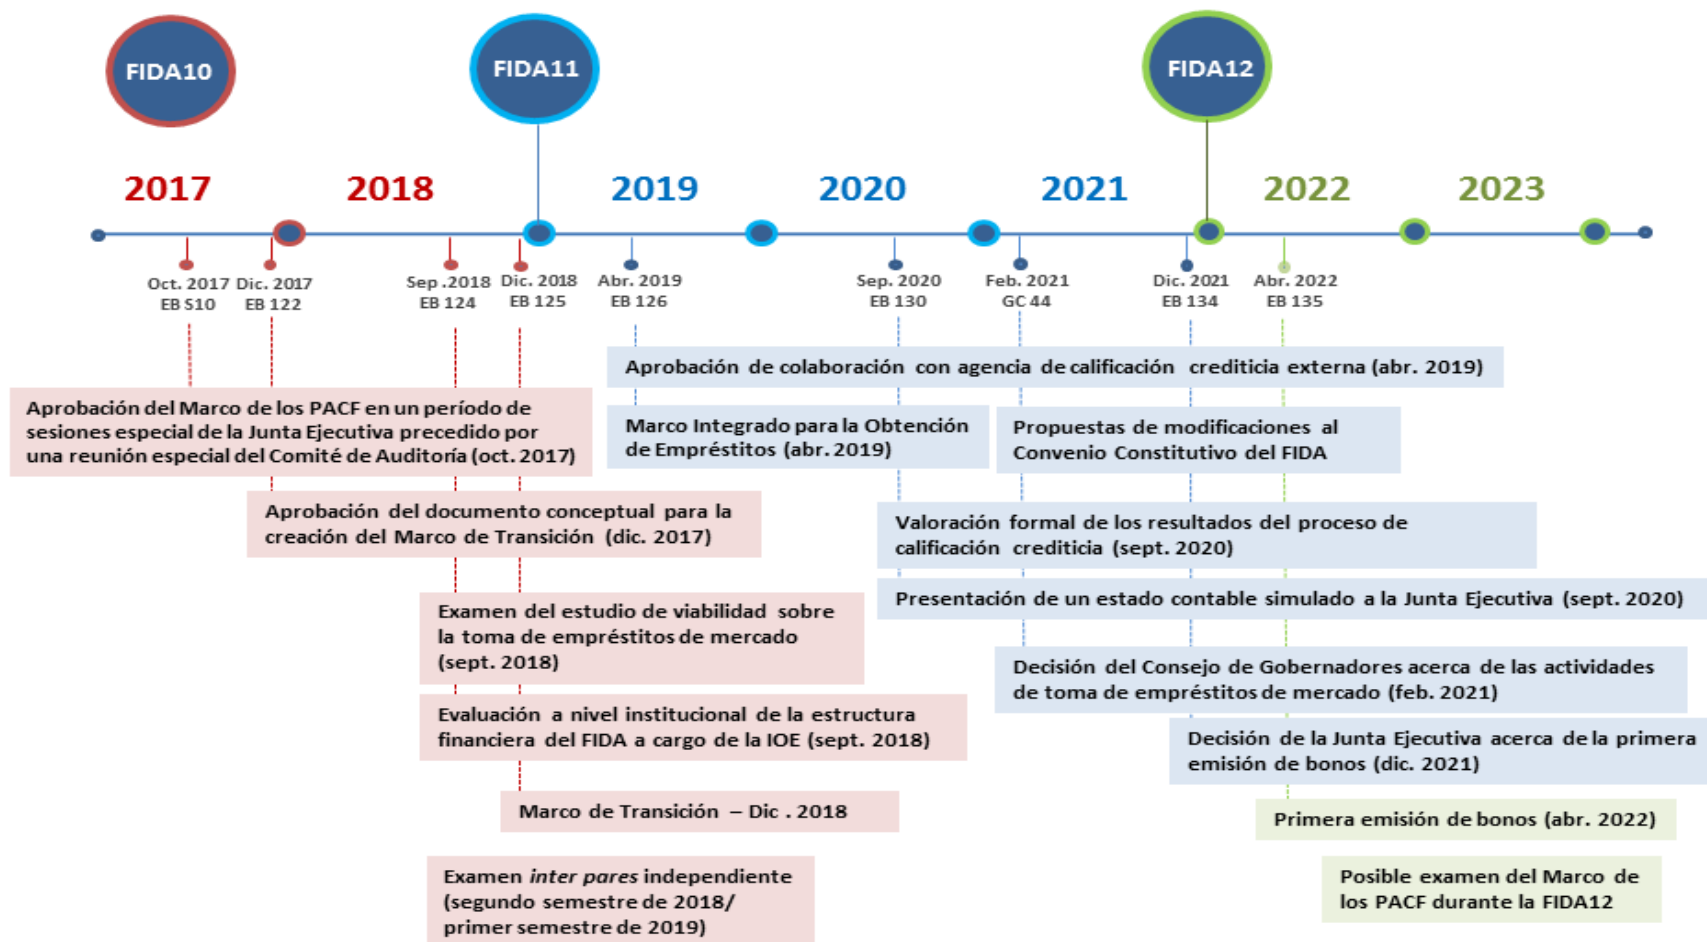 FIDA10
FIDA11
FIDA12
2017
2018
2019
2020
2021
2022
2023
Oct. 2017
EB S10
Dic. 2017
EB 122
Sep .2018
EB 124
Dic. 2018
EB 125
Abr. 2019
EB 126
Sep. 2020
EB 130
Feb. 2021
GC 44
Dic. 2021
EB 134
Abr. 2022
EB 135
Aprobación de colaboración con agencia de calificación crediticia externa (abr. 2019)
Aprobación del Marco de los PACF en un período de
sesiones especial de la Junta Ejecutiva precedido por
una reunión especial del Comité de Auditoría (oct. 2017)
Marco Integrado para la Obtención
de Empréstitos (abr. 2019)
Propuestas de modificaciones al
Convenio Constitutivo del FIDA
Aprobación del documento conceptual para la
creación del Marco de Transición (dic. 2017)
Valoración formal de los resultados del proceso de
calificación crediticia (sept. 2020)
Presentación de un estado contable simulado a la Junta Ejecutiva (sept. 2020)
Examen del estudio de viabilidad sobre
la toma de empréstitos de mercado
(sept. 2018)
Decisión del Consejo de Gobernadores acerca de las actividades
de toma de empréstitos de mercado (feb. 2021)
Evaluación a nivel institucional de la estructura
financiera del FIDA a cargo de la IOE (sept. 2018)
Decisión de la Junta Ejecutiva acerca de la primera
emisión de bonos (dic. 2021)
Marco de Transición – Dic . 2018
Primera emisión de bonos (abr. 2022)
Examen inter pares independiente
(segundo semestre de 2018/
primer semestre de 2019)
Posible examen del Marco de
los PACF durante la FIDA12